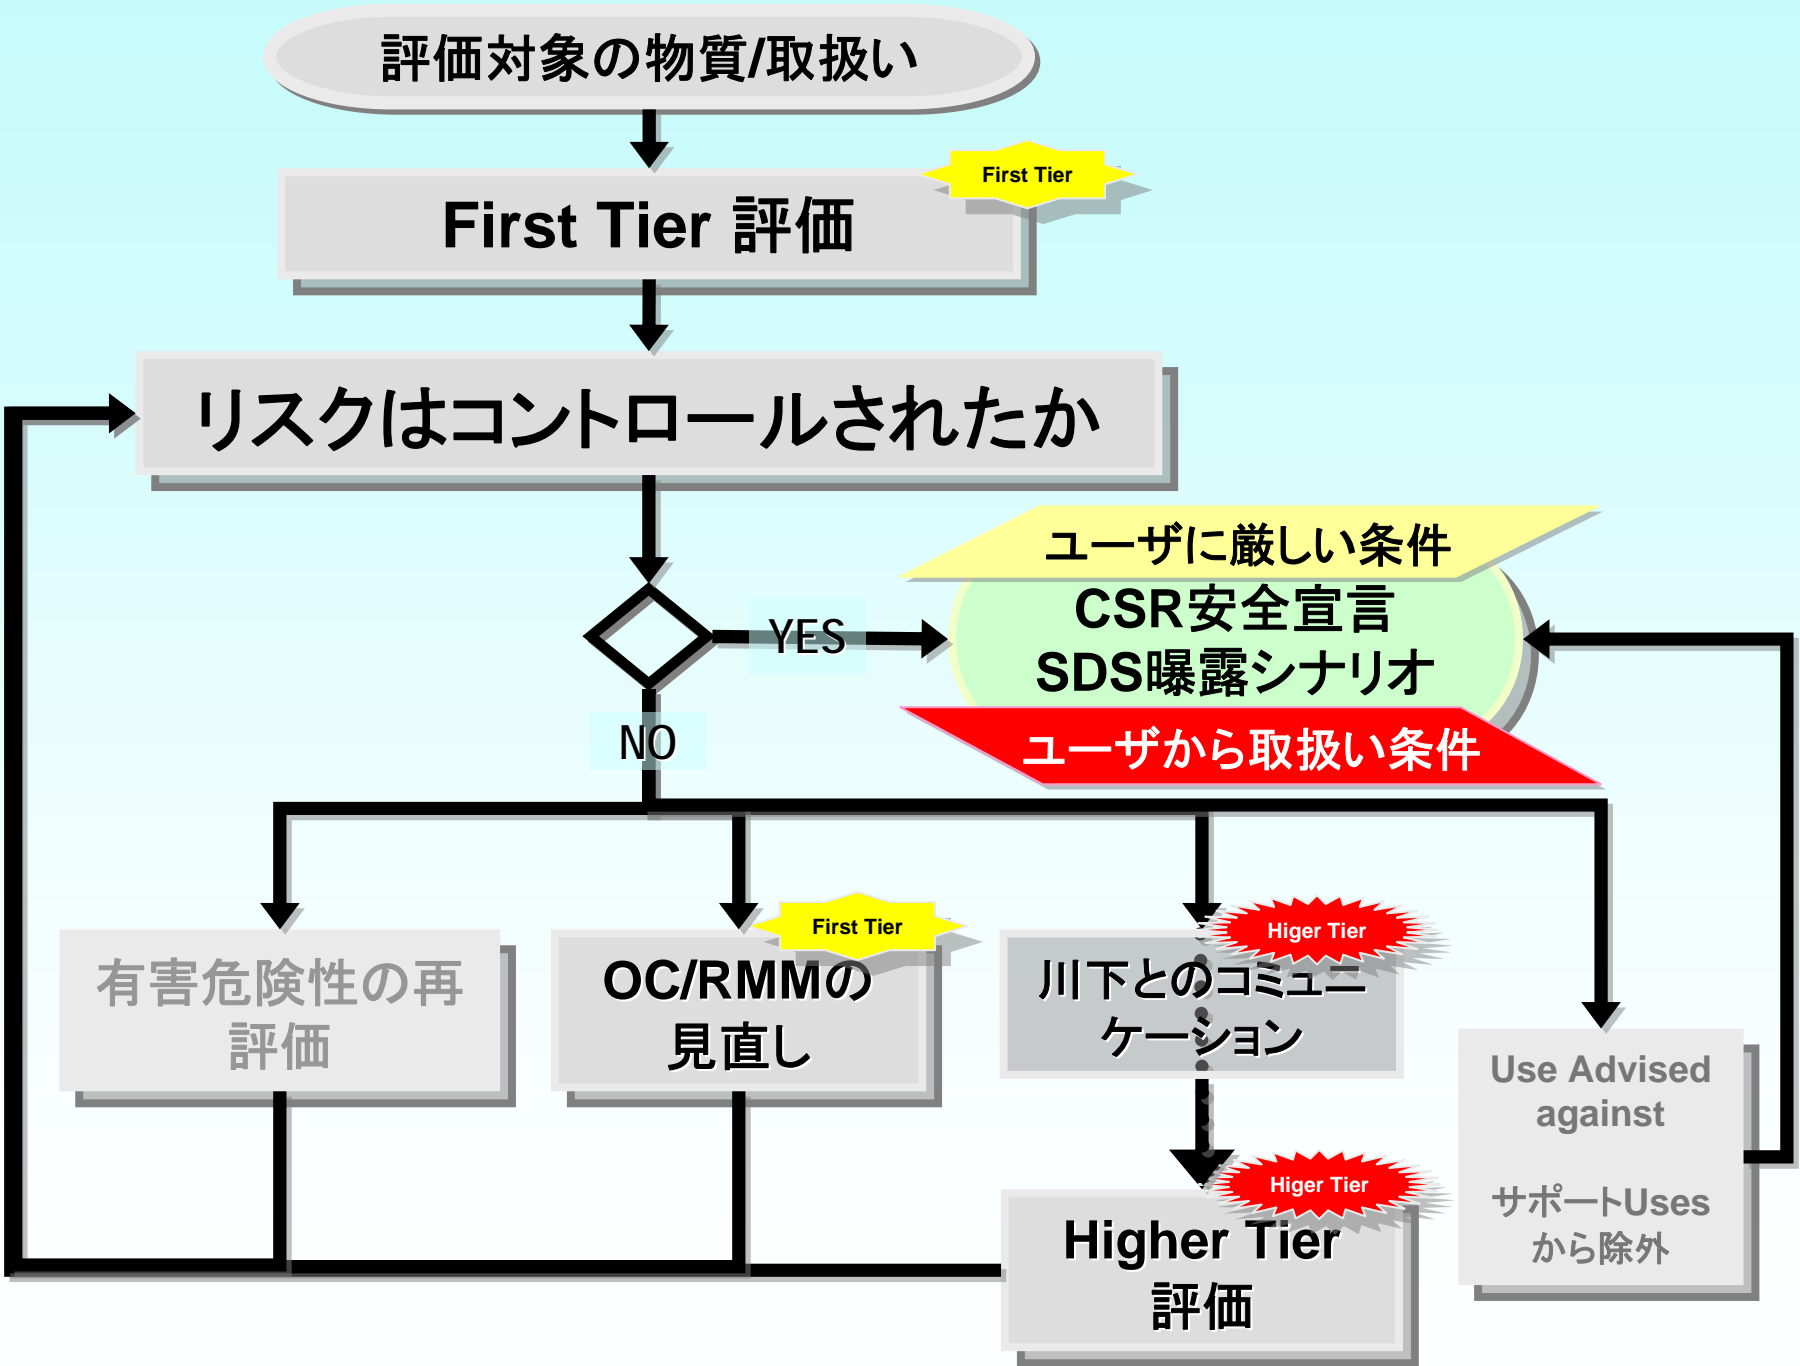 評価対象の物質/取扱い
First Tier
First Tier 評価
リスクはコントロールされたか
ユーザに厳しい条件
CSR安全宣言
SDS曝露シナリオ
ユーザから取扱い条件
YES
NO
有害危険性の再
評価
First Tier
OC/RMMの
見直し
Higer Tier
川下とのコミュニ
ケーション
Higer Tier
Higher Tier
評価
Use Advised
against
サポートUses
から除外